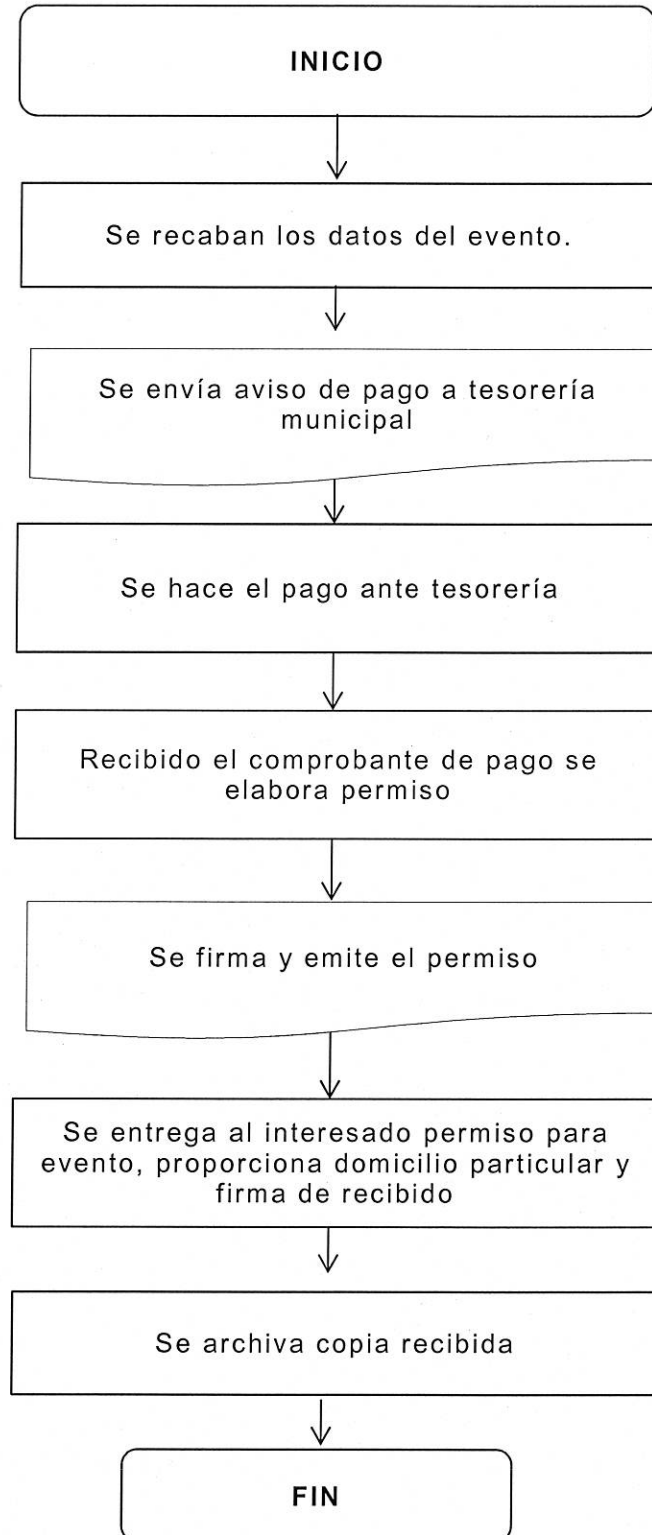 INICIO
Se recaban los datos del evento.
Se envía aviso de pago a tesorería
municipal
Se hace el pago ante tesorería
Recibido el comprobante de pago se
elabora permiso
Se firma y emite el permiso
Se entrega al interesado permiso para
evento, proporciona domicilio particular y
firma de recibido
Se archiva copia recibida
FIN